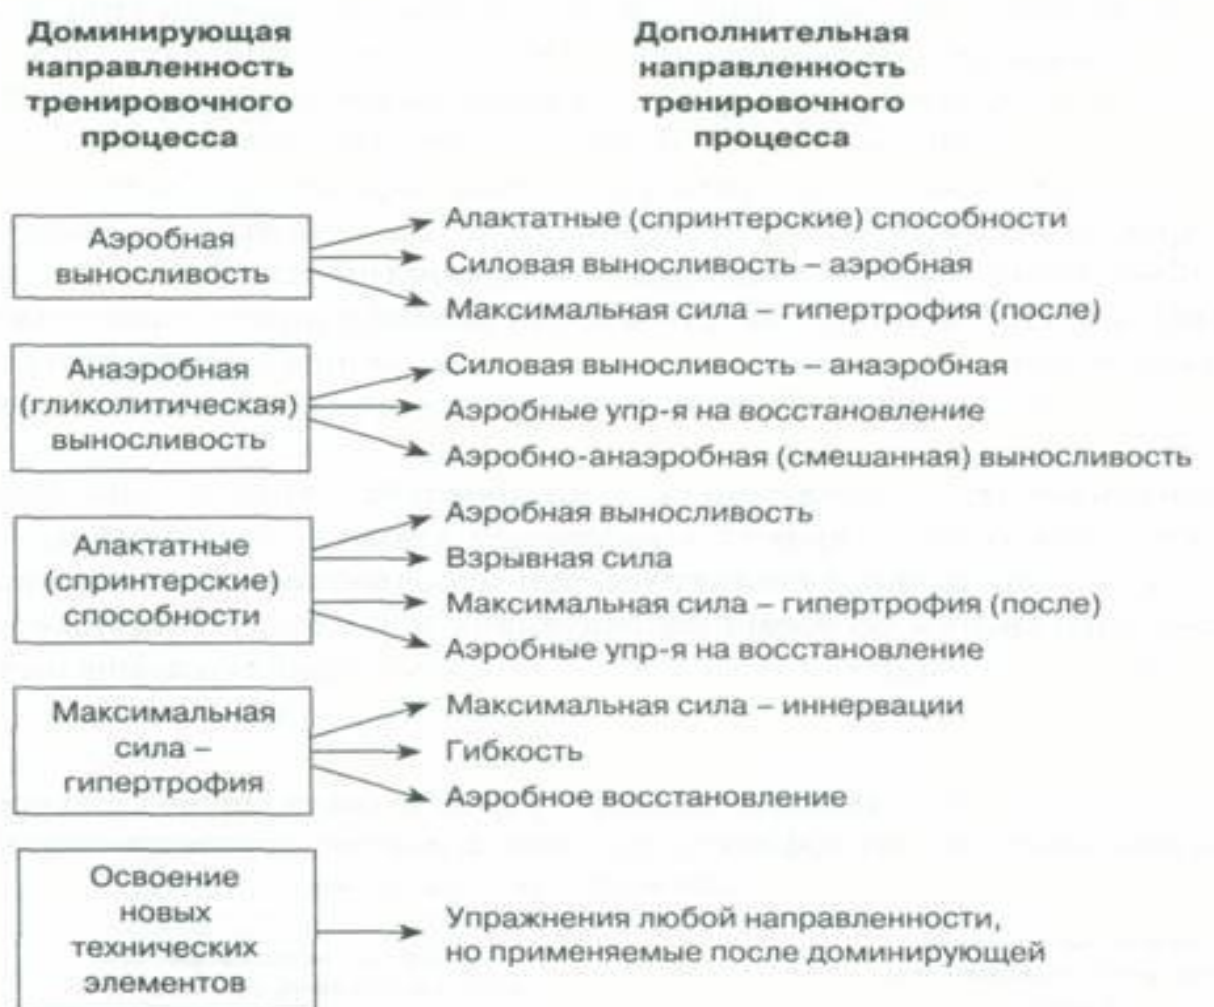 Доминирующая
направленность
тренировочного
процесса
Дополнительная
направленность
тренировочного
процесса
Аэробная
выносливость
Алактатные (спринтерские) способности
Силовая выносливость – аэробная
Максимальная сила – гипертрофия (после)
Анаэробная
(гликолитическая)
выносливость
Силовая выносливость – анаэробная
Аэробные упр-я на восстановление
Аэробно-анаэробная (смешанная) выносливость
Алактатные
(спринтерские)
способности
Аэробная выносливость
Взрывная сила
Максимальная сила – гипертрофия (после)
Аэробные упр-я на восстановление
Максимальная
сила –
гипертрофия
Максимальная сила – иннервации
Гибкость
Аэробное восстановление
Освоение
новых
технических
элементов
Упражнения любой направленности,
но применяемые после доминирующей